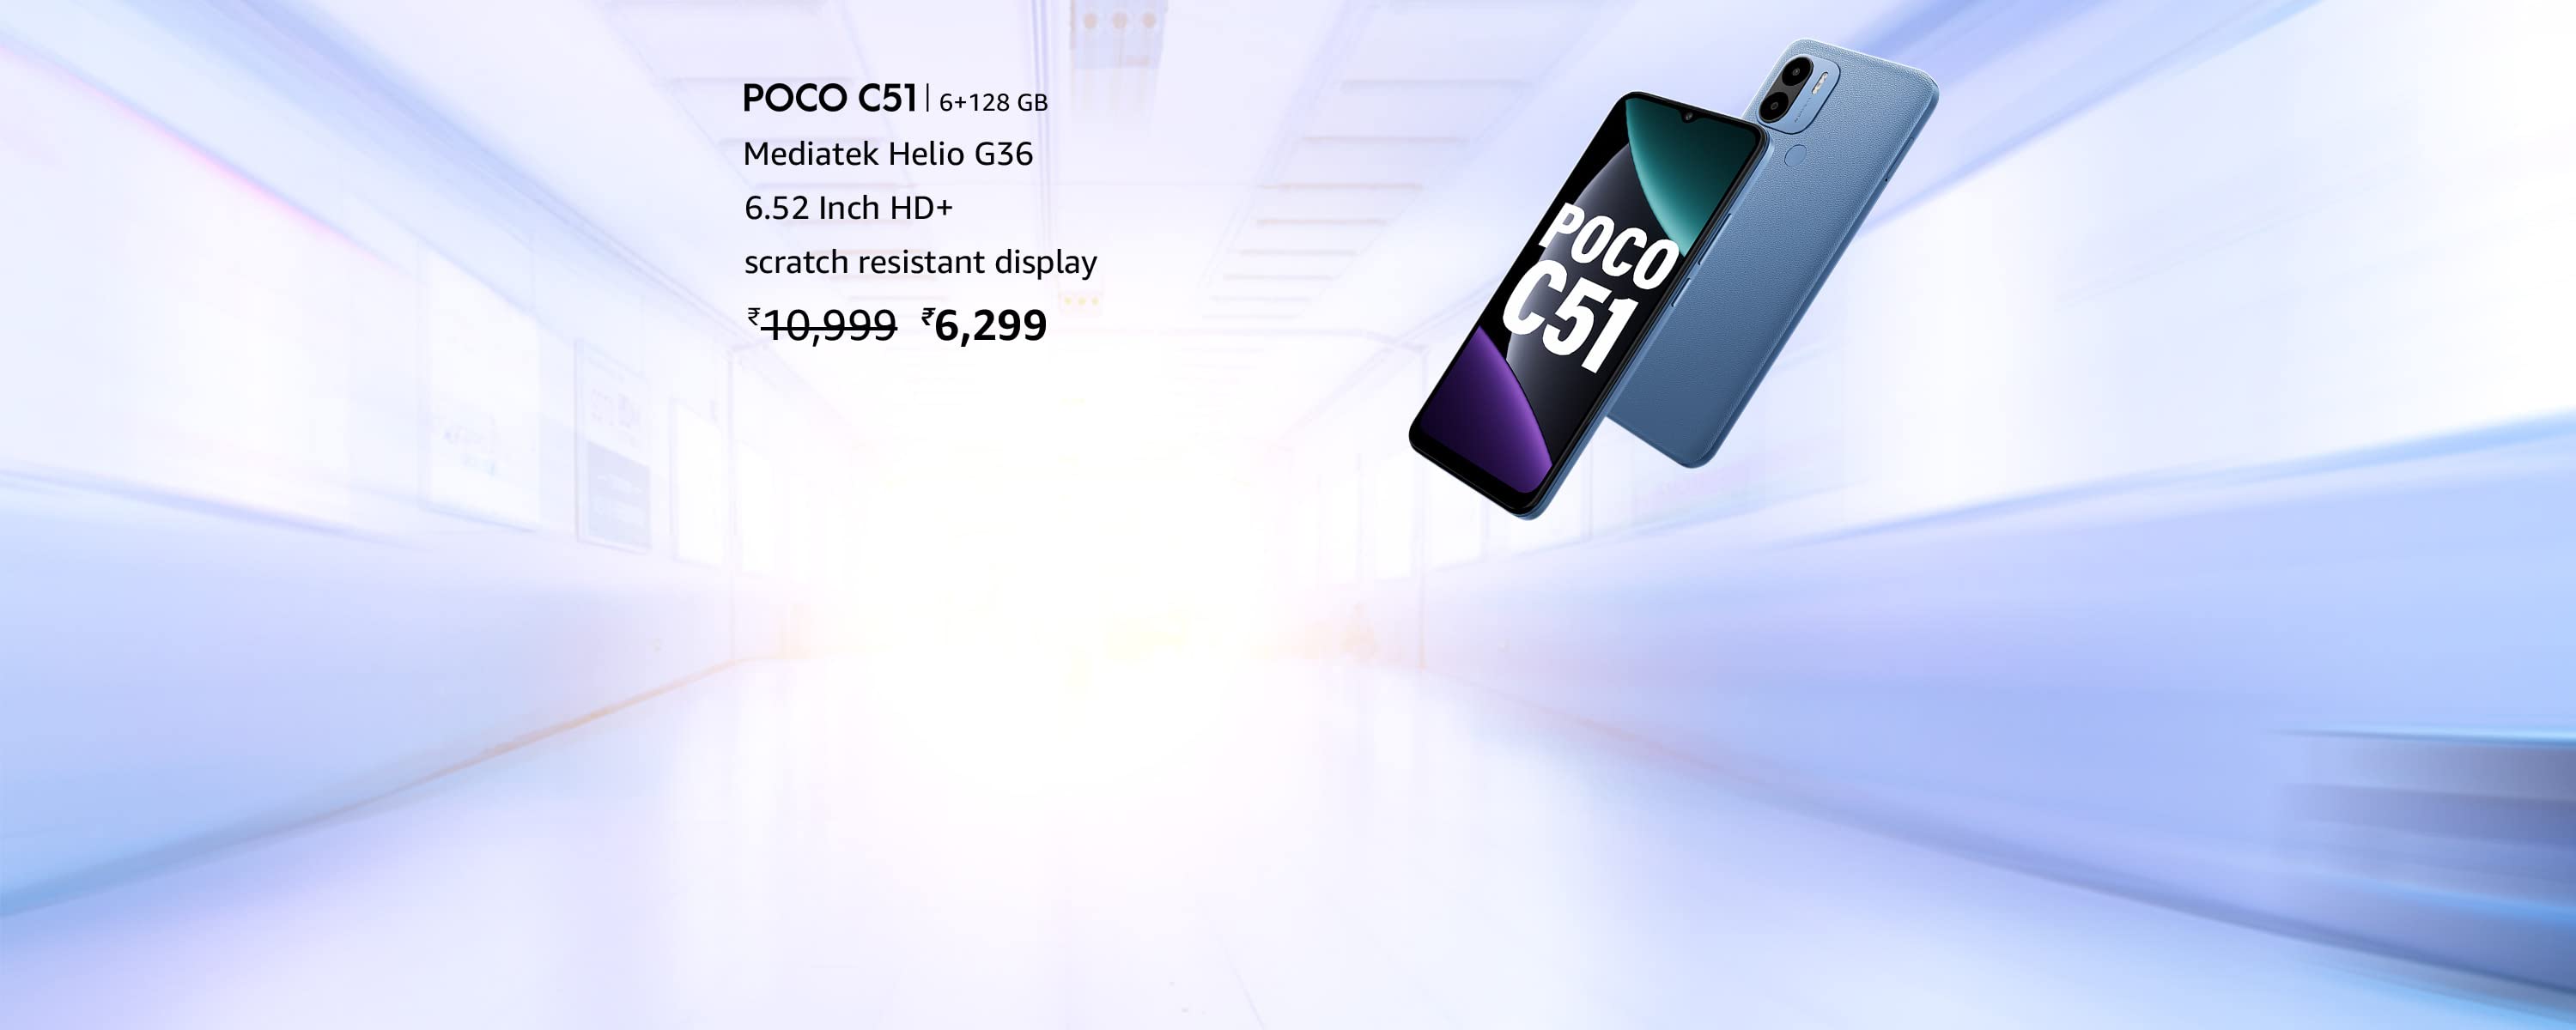 POCO C51 | 6+128 GB
Mediatek Helio G36
6.52 Inch HD+
scratch resistant display
₹10,999 ₹6,299
POCO
C51